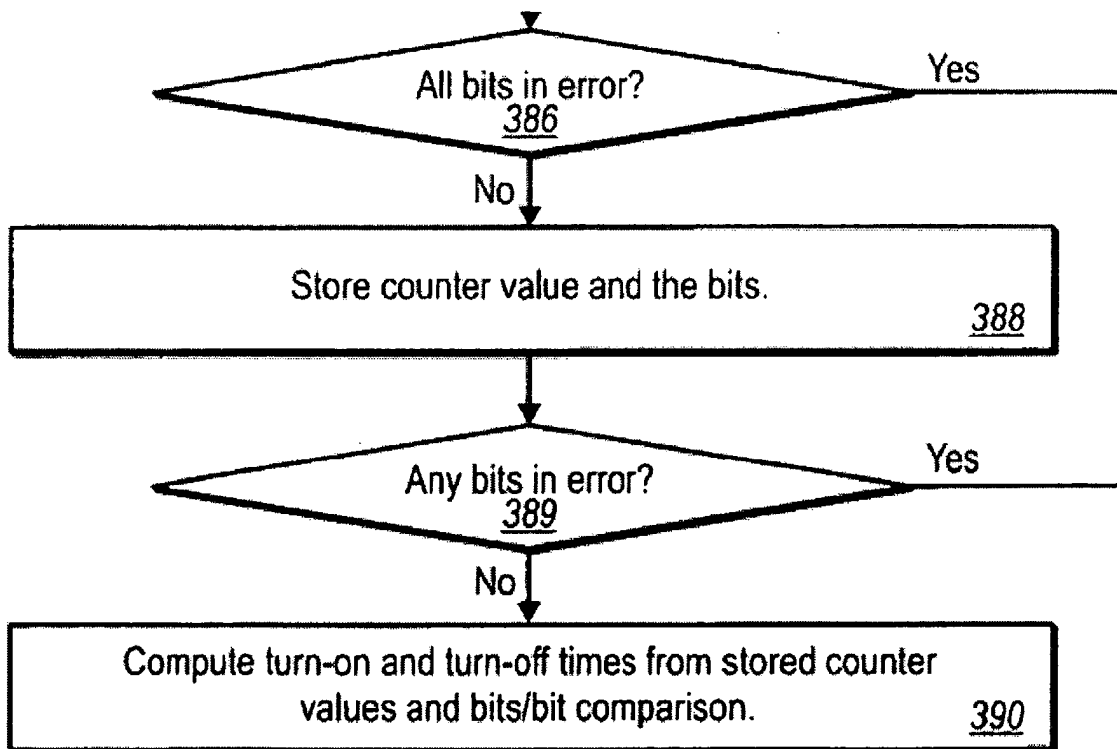 All bits in error?
386
Yes
No
Store counter value and the bits.
388
Any bits in error?
389
Yes
No
Compute turn-on and turn-off times from stored counter
values and bits/bit comparison.
390